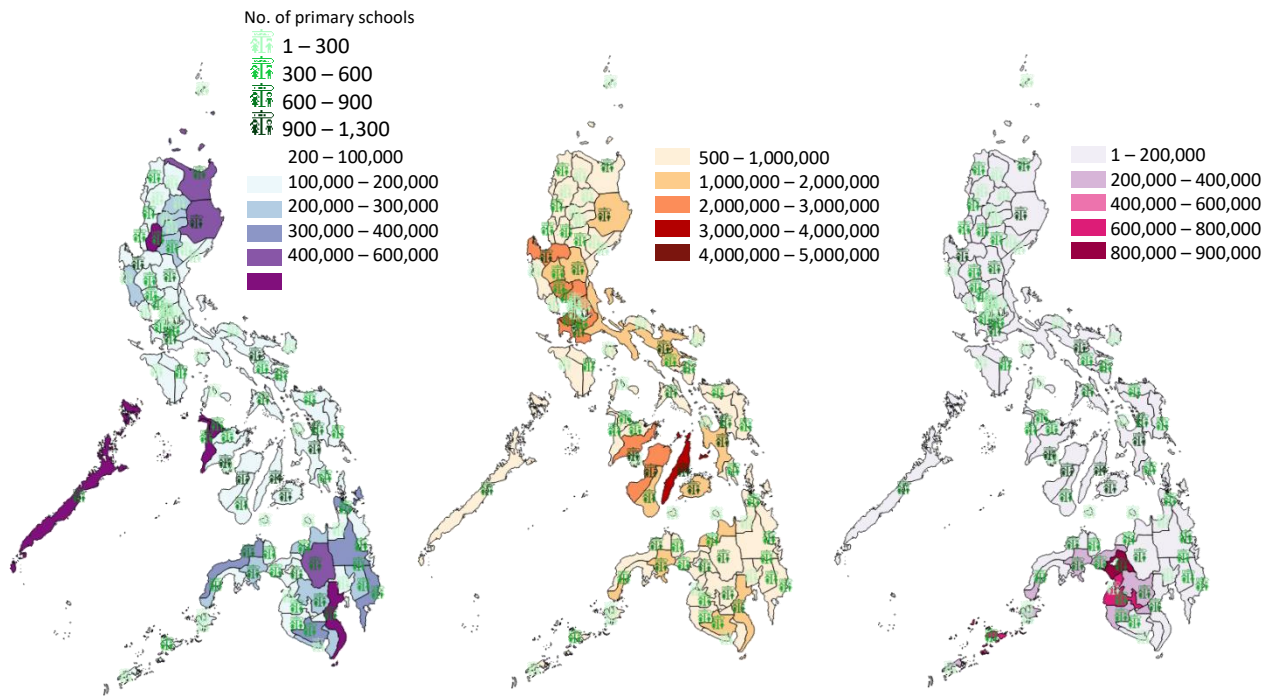 No. of primary schools
1 – 300
300 – 600
600 – 900
900 – 1,300
200 – 100,000
100,000 – 200,000
200,000 – 300,000
300,000 – 400,000
400,000 – 600,000
500 – 1,000,000
1,000,000 – 2,000,000
2,000,000 – 3,000,000
3,000,000 – 4,000,000
4,000,000 – 5,000,000
1 – 200,000
200,000 – 400,000
400,000 – 600,000
600,000 – 800,000
800,000 – 900,000